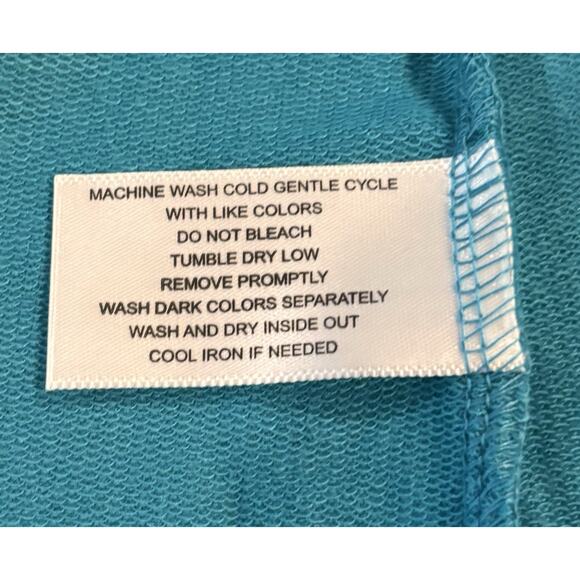 MACHINE WASH COLD GENTLE CYCLE
WITH LIKE COLORS
DO NOT BLEACH
TUMBLE DRY LOW
REMOVE PROMPTLY
WASH DARK COLORS SEPARATELY
WASH AND DRY INSIDE OUT
COOL IRON IF NEEDED